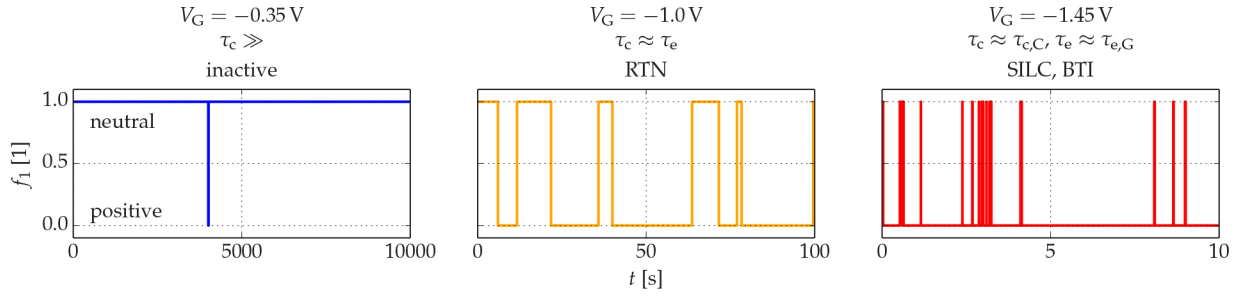 V_G = −0.35 V
τ_c ≫
inactive
V_G = −1.0 V
τ_c ≈ τ_e
RTN
V_G = −1.45 V
τ_c ≈ τ_c,C, τ_e ≈ τ_e,G
SILC, BTI
f_1 [1]
1.0
neutral
0.5
positive
0.0
0 5000 10000
0 50 100
0 5 10
t [s]